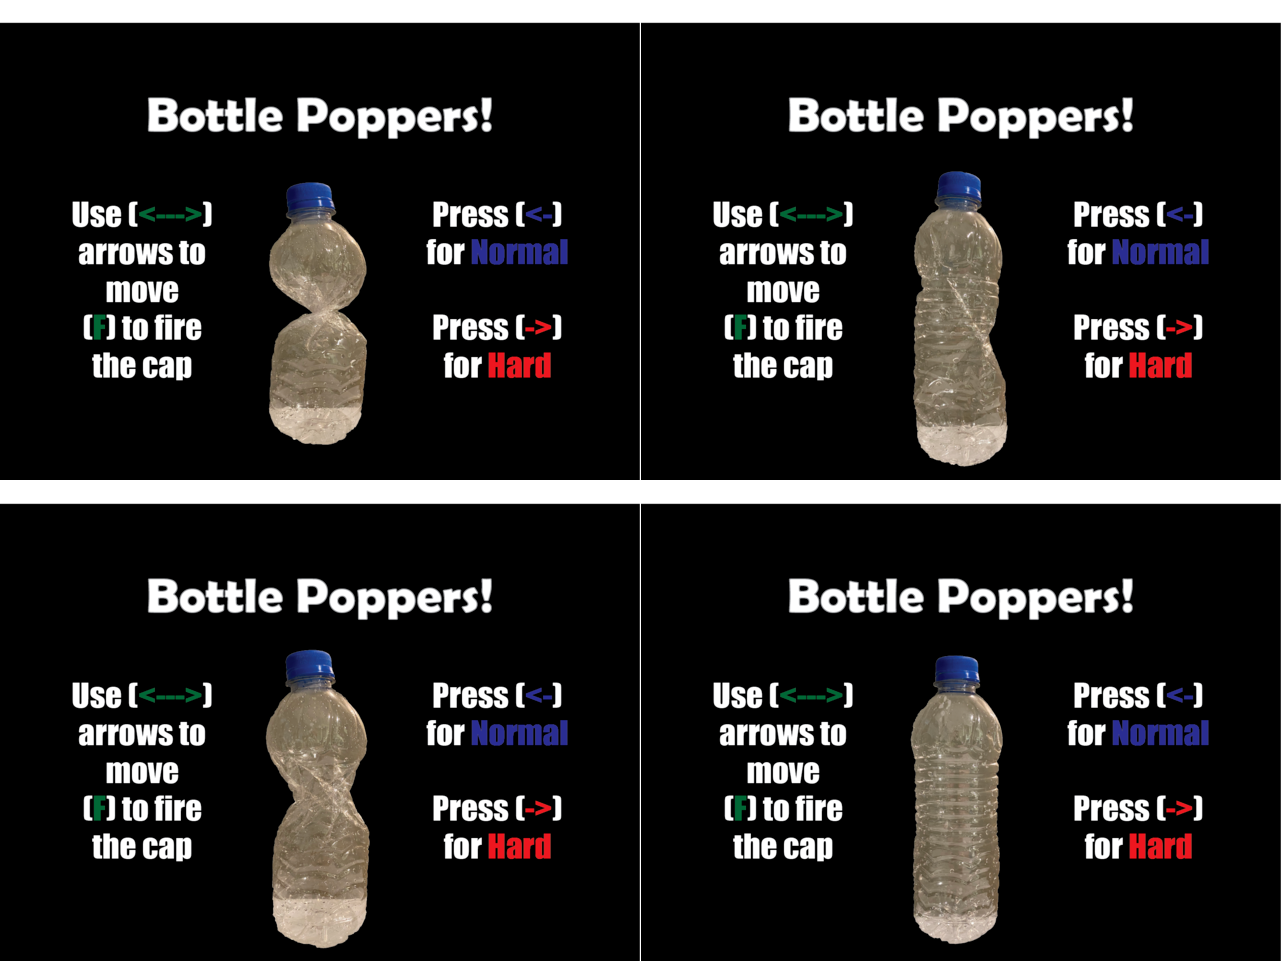 Bottle Poppers!
Use (<--->)
arrows to
move
(F) to fire
the cap
Press (<-)
for Normal
Press (->)
for Hard
Bottle Poppers!
Use (<--->)
arrows to
move
(F) to fire
the cap
Press (<-)
for Normal
Press (->)
for Hard
Bottle Poppers!
Use (<--->)
arrows to
move
(F) to fire
the cap
Press (<-)
for Normal
Press (->)
for Hard
Bottle Poppers!
Use (<--->)
arrows to
move
(F) to fire
the cap
Press (<-)
for Normal
Press (->)
for Hard